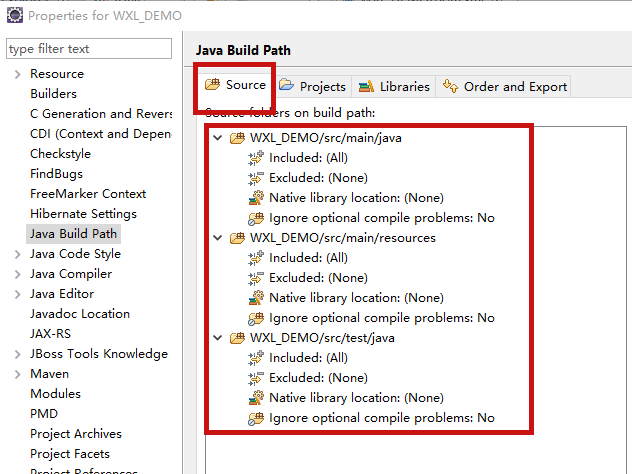 Properties for WXL_DEMO
type filter text
Resource
Builders
C Generation and Revers
CDI (Context and Depen
Checkstyle
FindBugs
FreeMarker Context
Hibernate Settings
Java Build Path
Java Code Style
Java Compiler
Java Editor
Javadoc Location
JAX-RS
JBoss Tools Knowledge
Maven
Modules
PMD
Project Archives
Project Facets
Project References
Java Build Path
Source Projects Libraries Order and Export
Source folders on build path:
WXL_DEMO/src/main/java
Included: (All)
Excluded: (None)
Native library location: (None)
Ignore optional compile problems: No
WXL_DEMO/src/main/resources
Included: (All)
Excluded: (None)
Native library location: (None)
Ignore optional compile problems: No
WXL_DEMO/src/test/java
Included: (All)
Excluded: (None)
Native library location: (None)
Ignore optional compile problems: No